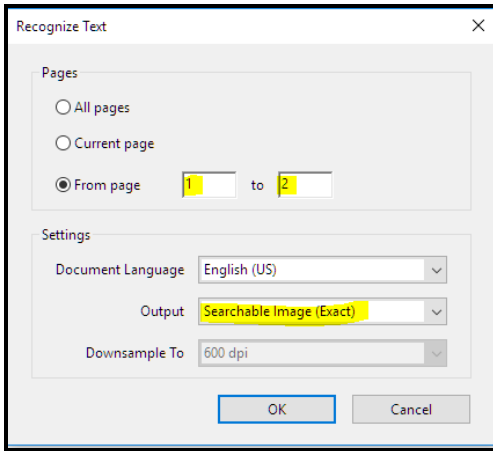 Recognize Text
Pages
All pages
Current page
From page 1 to 2
Settings
Document Language English (US)
Output Searchable Image (Exact)
Downsample To 600 dpi
OK Cancel